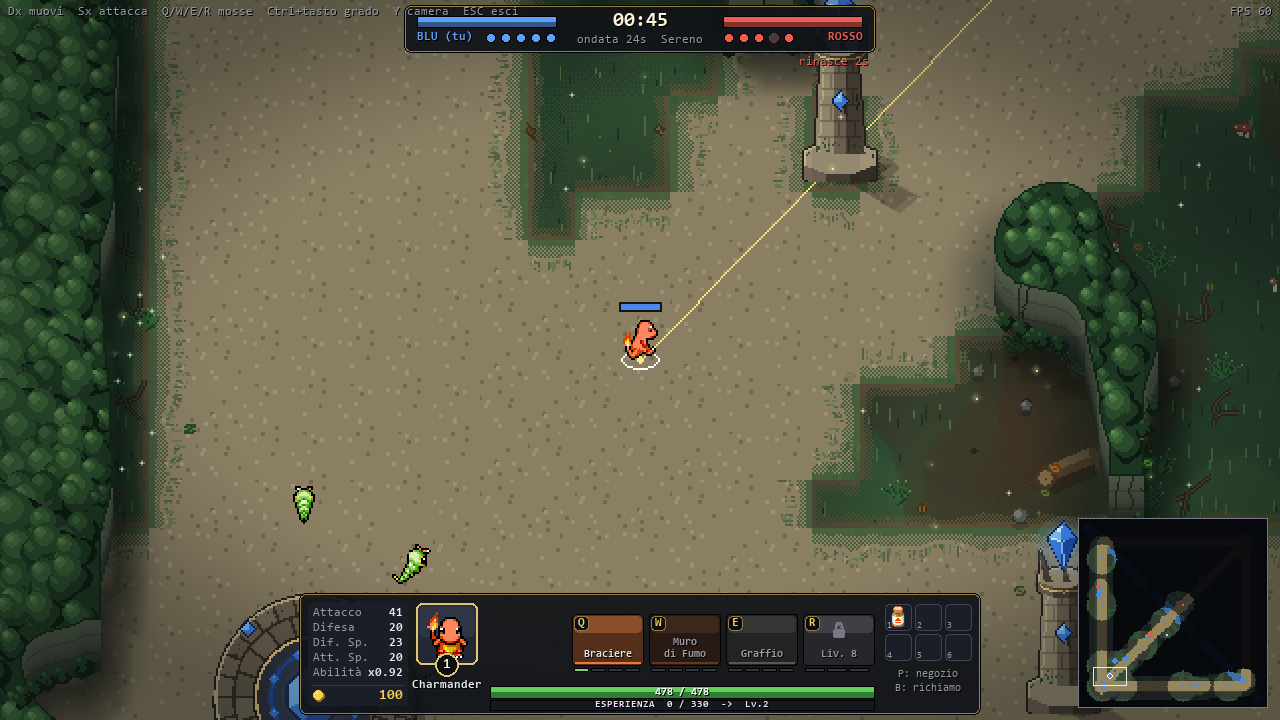 Dx muovi  Sx attacca  Q/W/E/R mosse  Ctrl+tasto grado  Y camera  ESC esci
FPS 60
00:45
BLU (tu)
ondata 24s  Sereno
ROSSO
rinasce 2s
Attacco 41
Difesa 20
Dif. Sp. 23
Att. Sp. 20
Abilità x0.92
100
1
Charmander
Q
Braciere
W
Muro
di Fumo
E
Graffio
R
Liv. 8
1 2 3
4 5 6
P: negozio
B: richiamo
478 / 478
ESPERIENZA  0 / 330  ->  Lv.2